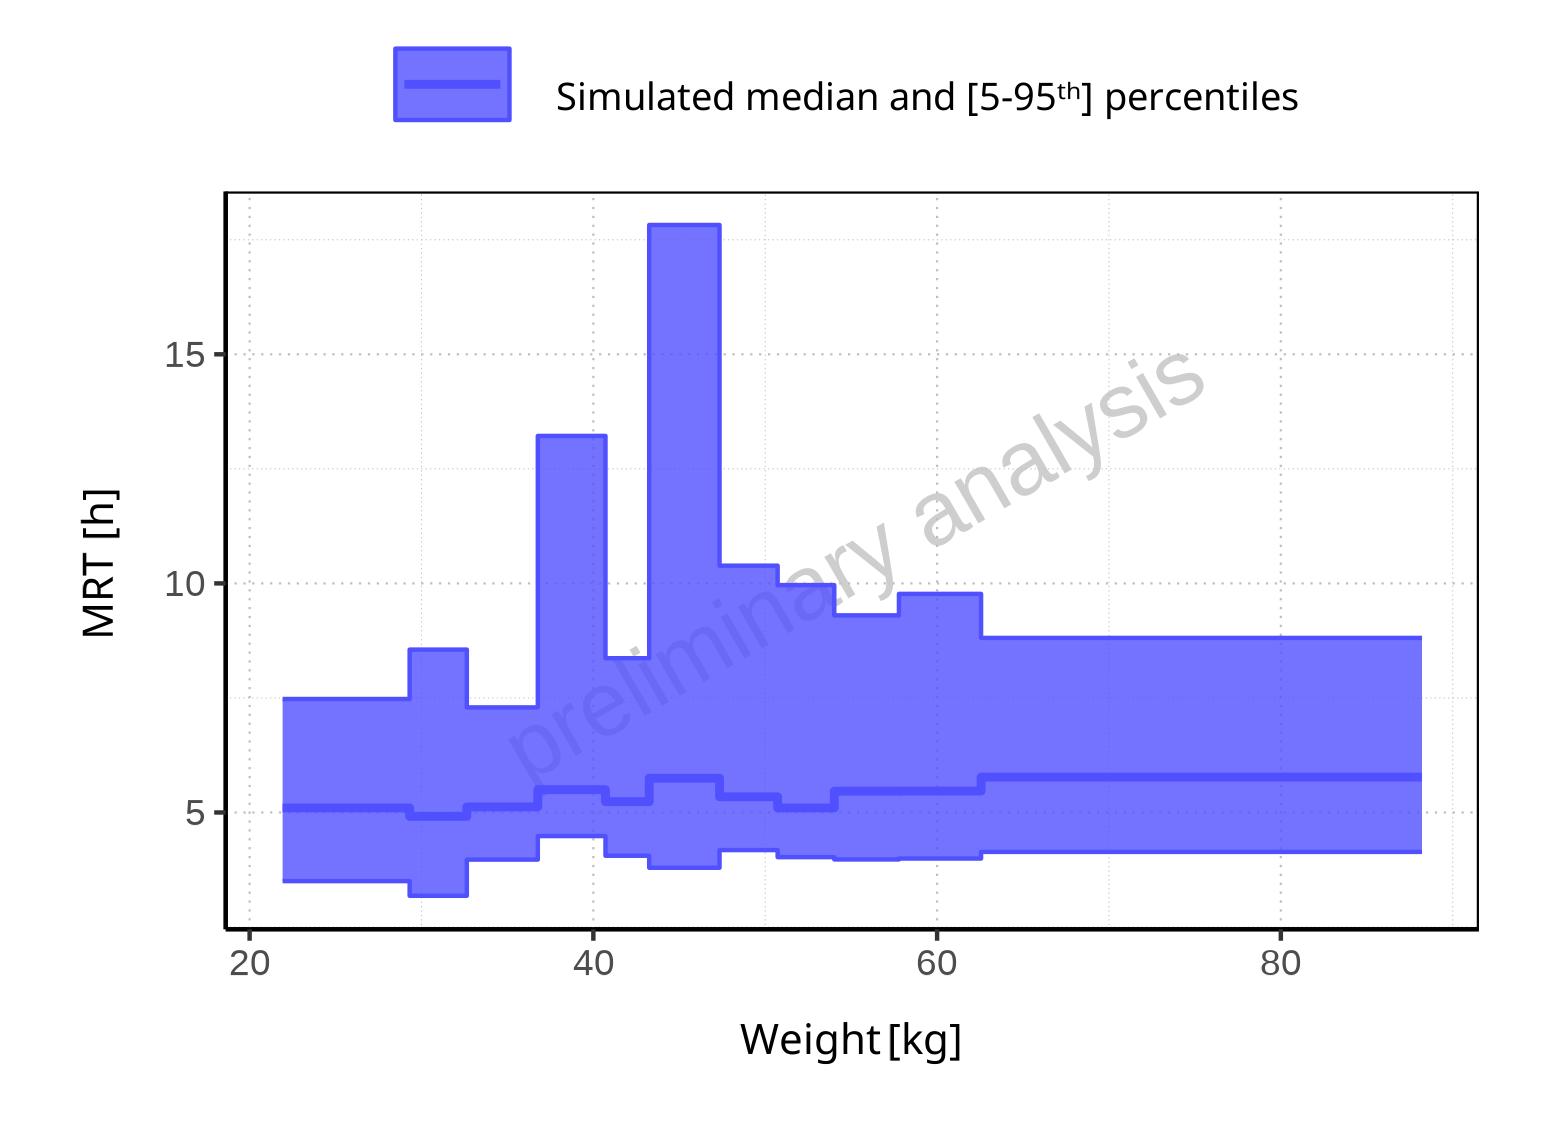 Simulated median and [5-95ᵗʰ] percentiles
MRT [h]
15
10
5
preliminary analysis
20 40 60 80
Weight [kg]